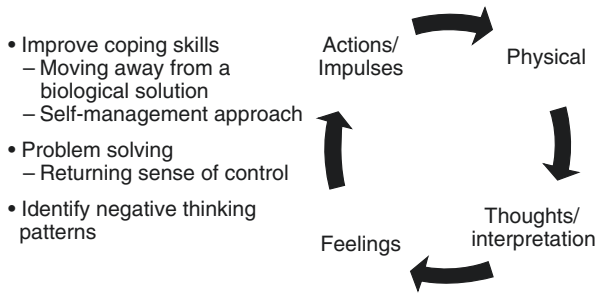 • Improve coping skills
– Moving away from a
biological solution
– Self-management approach
• Problem solving
– Returning sense of control
• Identify negative thinking
patterns
Actions/
Impulses
Physical
Thoughts/
interpretation
Feelings